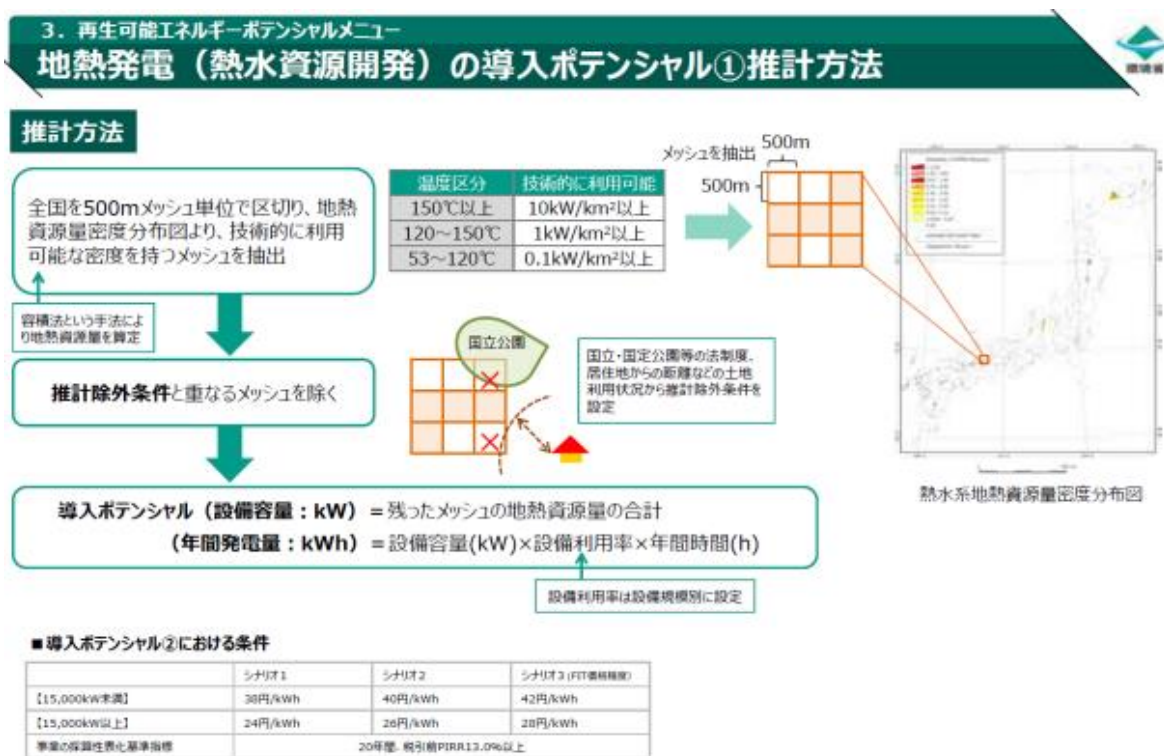 3．再生可能エネルギーポテンシャルメニュー
地熱発電（熱水資源開発）の導入ポテンシャル①推計方法
環境省
推計方法
全国を500mメッシュ単位で区切り、地熱
資源量密度分布図より、技術的に利用
可能な密度を持つメッシュを抽出
容積法という手法によ
り地熱資源量を算定
温度区分 技術的に利用可能
150℃以上 10kW/km²以上
120～150℃ 1kW/km²以上
53～120℃ 0.1kW/km²以上
メッシュを抽出
500m
500m
推計除外条件と重なるメッシュを除く
国立公園
国立・国定公園等の法制度、
居住地からの距離などの土地
利用状況から推計除外条件を
設定
熱水系地熱資源量密度分布図
導入ポテンシャル（設備容量：kW）＝残ったメッシュの地熱資源量の合計
（年間発電量：kWh）＝設備容量(kW)×設備利用率×年間時間(h)
設備利用率は設備規模別に設定
■導入ポテンシャル②における条件
シナリオ1 シナリオ2 シナリオ3 (FIT価格程度)
【15,000kW未満】 38円/kWh 40円/kWh 42円/kWh
【15,000kW以上】 24円/kWh 26円/kWh 28円/kWh
事業の採算性表化基準指標 20年間、税引前PIRR13.0%以上